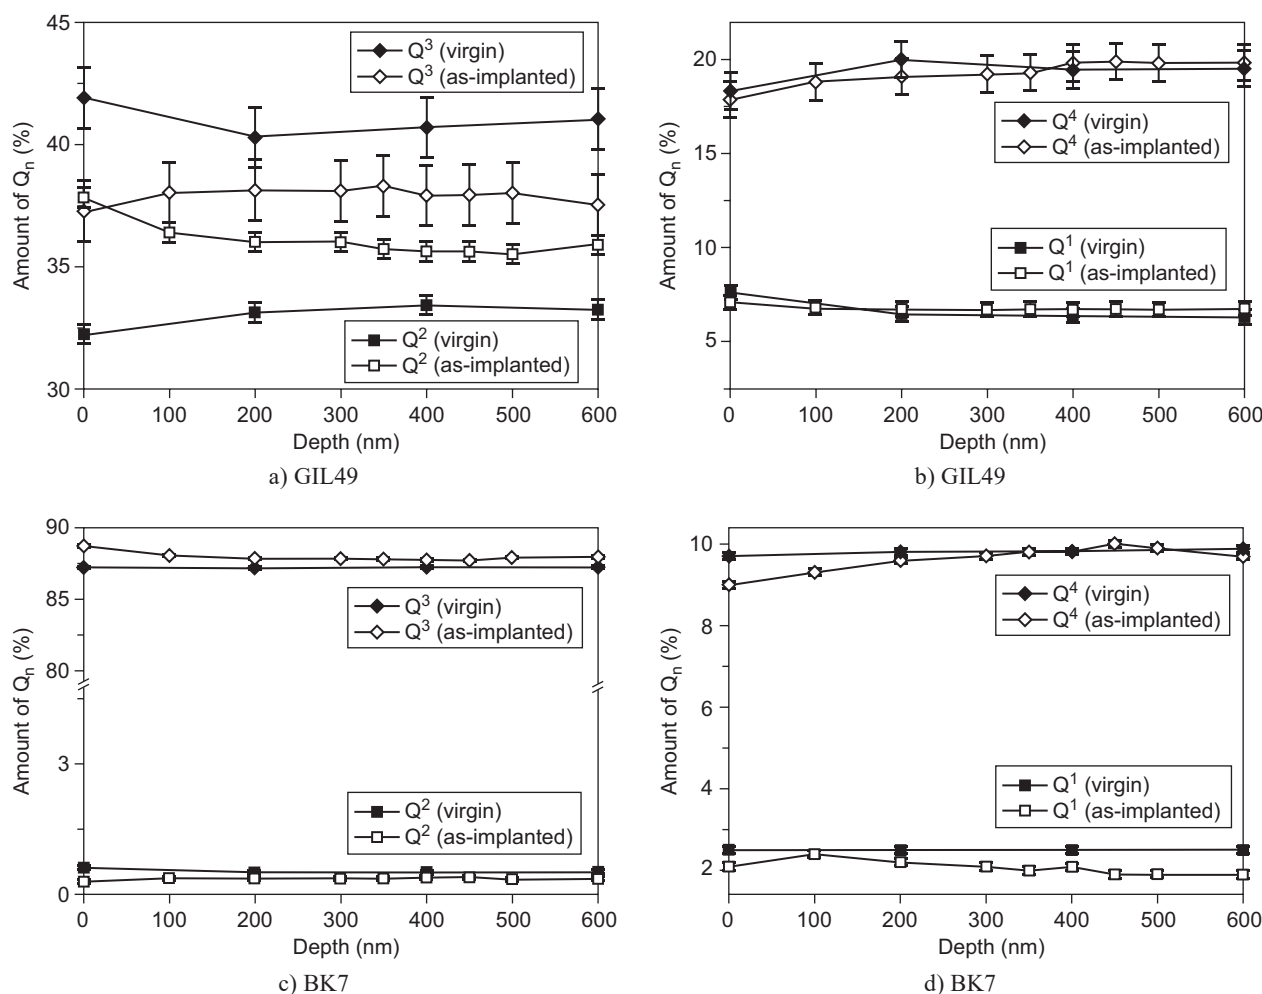 45
40
35
30
Amount of Qn (%)
Q3 (virgin)
Q3 (as-implanted)
Q2 (virgin)
Q2 (as-implanted)
0 100 200 300 400 500 600
Depth (nm)
a) GIL49
20
15
10
5
Amount of Qn (%)
Q4 (virgin)
Q4 (as-implanted)
Q1 (virgin)
Q1 (as-implanted)
0 100 200 300 400 500 600
Depth (nm)
b) GIL49
90
85
80
3
0
Amount of Qn (%)
Q3 (virgin)
Q3 (as-implanted)
Q2 (virgin)
Q2 (as-implanted)
0 100 200 300 400 500 600
Depth (nm)
c) BK7
10
8
6
4
2
Amount of Qn (%)
Q4 (virgin)
Q4 (as-implanted)
Q1 (virgin)
Q1 (as-implanted)
0 100 200 300 400 500 600
Depth (nm)
d) BK7